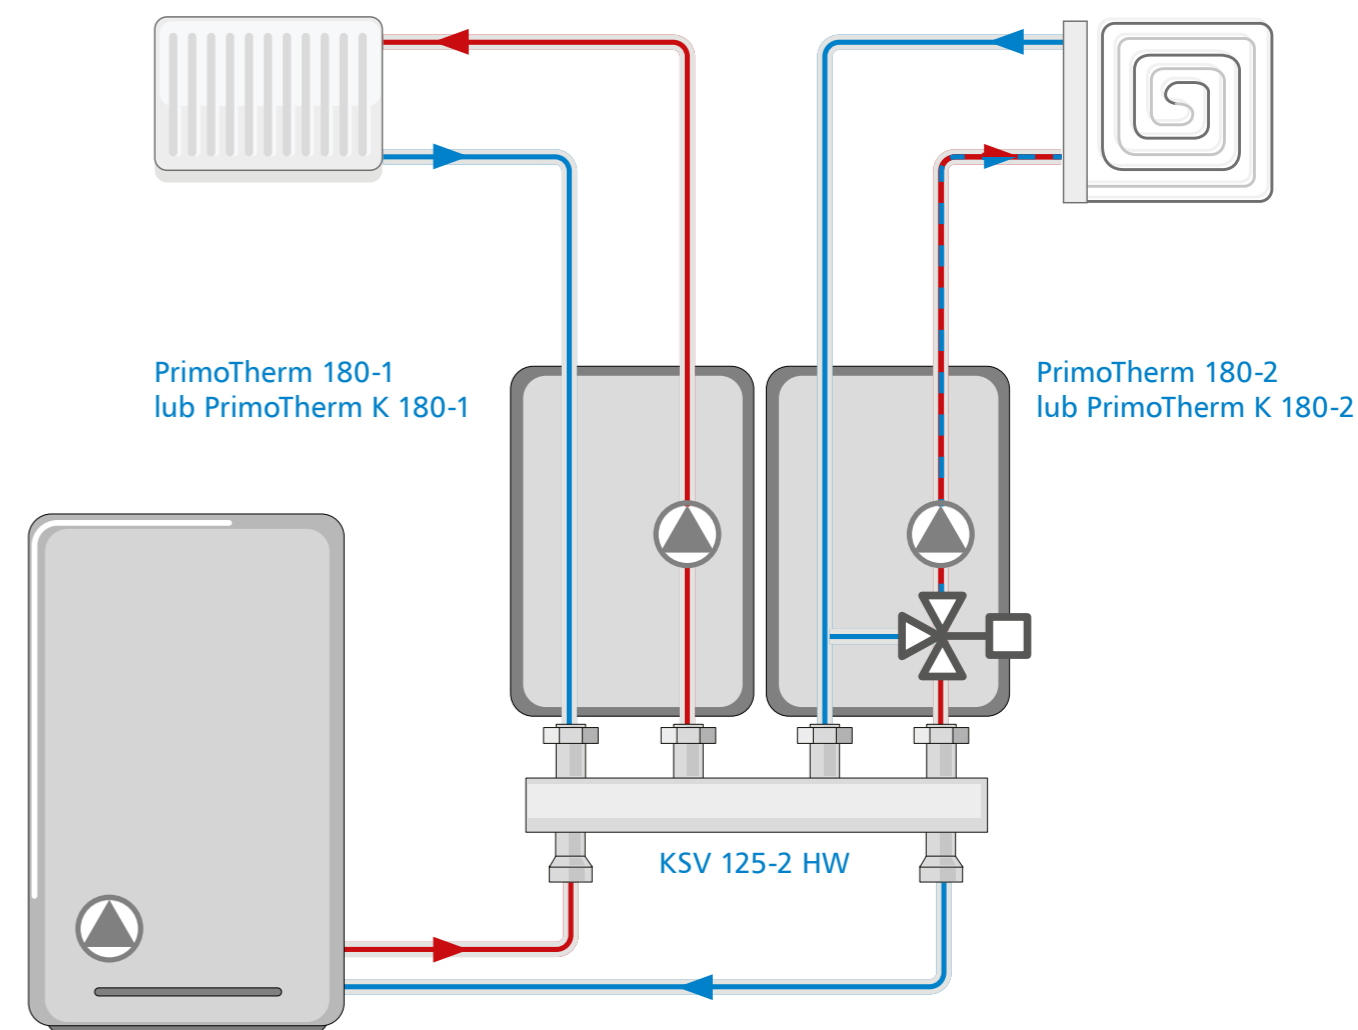 PrimoTherm 180-1
lub PrimoTherm K 180-1
PrimoTherm 180-2
lub PrimoTherm K 180-2
KSV 125-2 HW